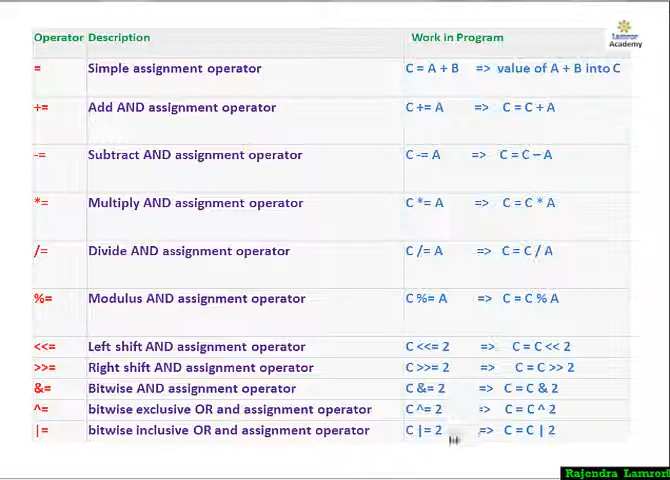 Operator Description Work in Program
Lamror
Academy
= Simple assignment operator C = A + B => value of A + B into C
+= Add AND assignment operator C += A => C = C + A
-= Subtract AND assignment operator C -= A => C = C – A
*= Multiply AND assignment operator C *= A => C = C * A
/= Divide AND assignment operator C /= A => C = C / A
%= Modulus AND assignment operator C %= A => C = C % A
<<= Left shift AND assignment operator C <<= 2 => C = C << 2
>>= Right shift AND assignment operator C >>= 2 => C = C >> 2
&= Bitwise AND assignment operator C &= 2 => C = C & 2
^= bitwise exclusive OR and assignment operator C ^= 2 => C = C ^ 2
|= bitwise inclusive OR and assignment operator C |= 2 => C = C | 2
Rajendra Lamror